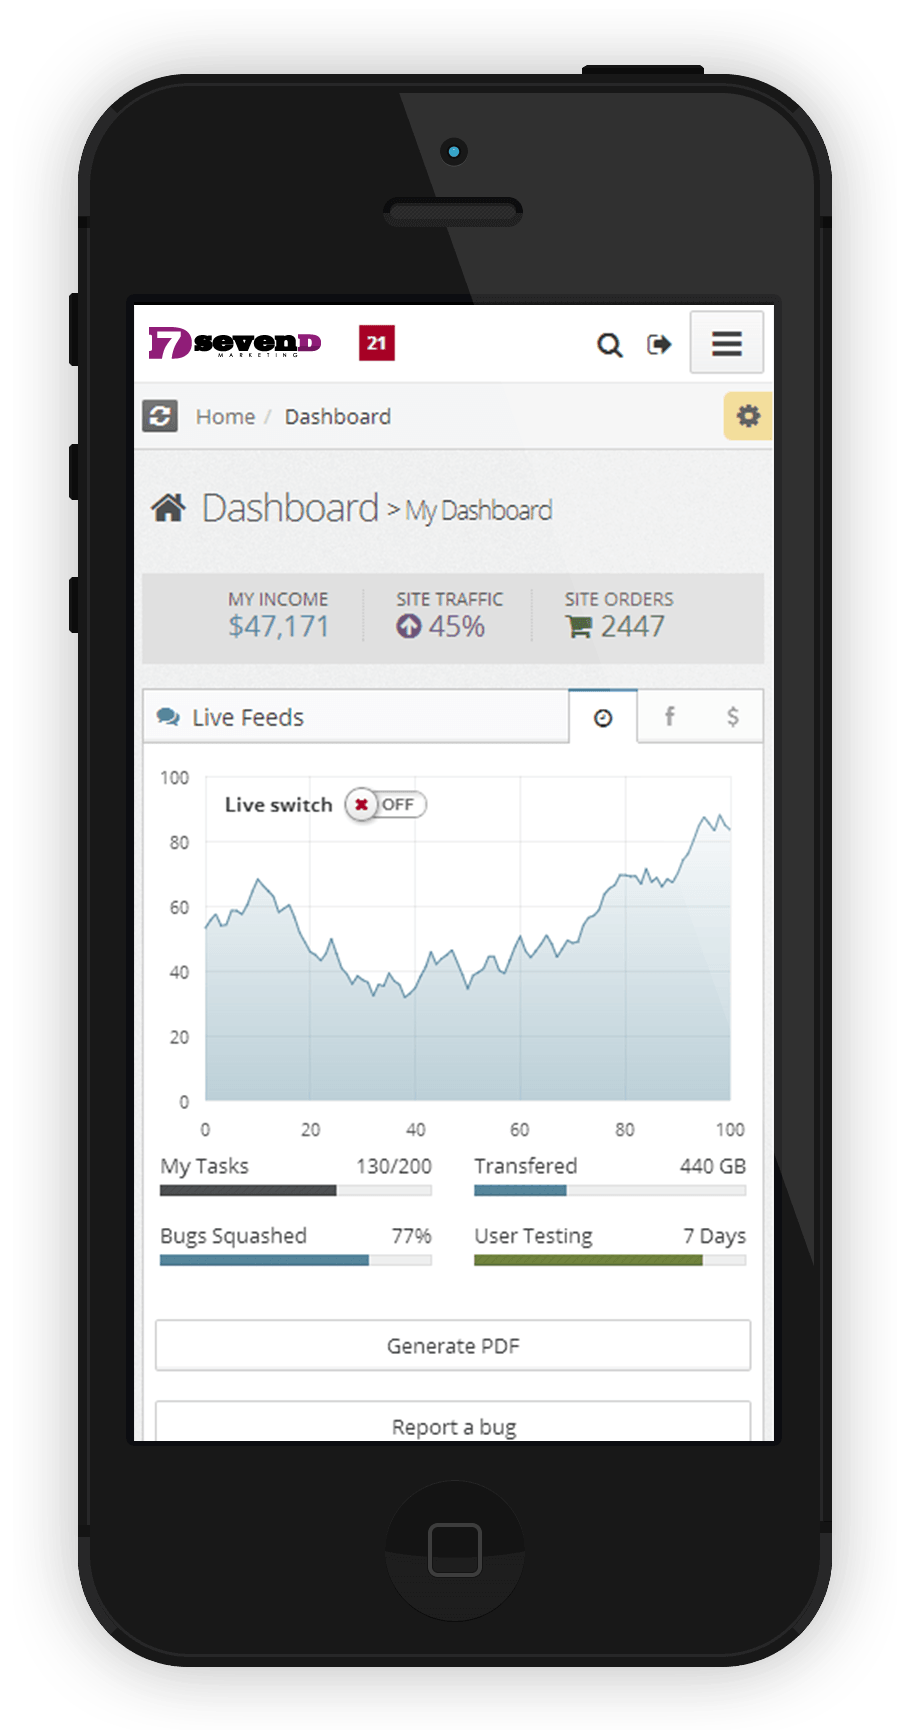 7 sevenD 21
MARKETING
Home / Dashboard
Dashboard > My Dashboard
MY INCOME SITE TRAFFIC SITE ORDERS
$47,171 45% 2447
Live Feeds f $
Live switch OFF
100
80
60
40
20
0
0 20 40 60 80 100
My Tasks 130/200 Transfered 440 GB
Bugs Squashed 77% User Testing 7 Days
Generate PDF
Report a bug